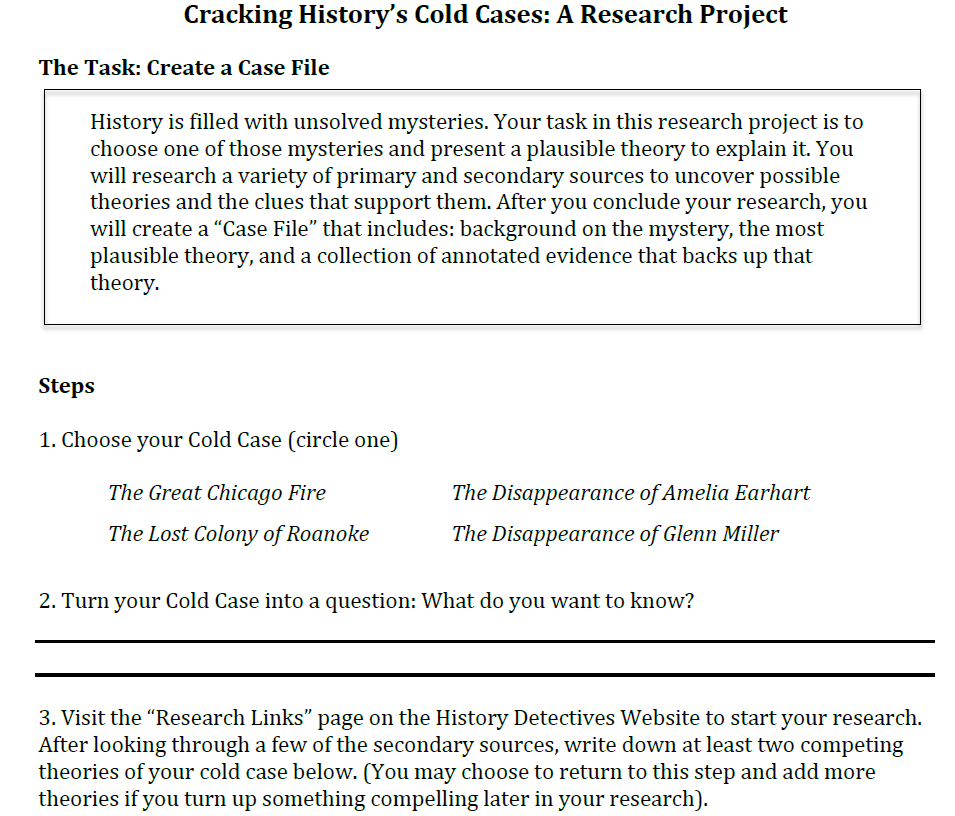 Cracking History’s Cold Cases: A Research Project
The Task: Create a Case File
History is filled with unsolved mysteries. Your task in this research project is to
choose one of those mysteries and present a plausible theory to explain it. You
will research a variety of primary and secondary sources to uncover possible
theories and the clues that support them. After you conclude your research, you
will create a “Case File” that includes: background on the mystery, the most
plausible theory, and a collection of annotated evidence that backs up that
theory.
Steps
1. Choose your Cold Case (circle one)
The Great Chicago Fire The Disappearance of Amelia Earhart
The Lost Colony of Roanoke The Disappearance of Glenn Miller
2. Turn your Cold Case into a question: What do you want to know?
3. Visit the “Research Links” page on the History Detectives Website to start your research.
After looking through a few of the secondary sources, write down at least two competing
theories of your cold case below. (You may choose to return to this step and add more
theories if you turn up something compelling later in your research).